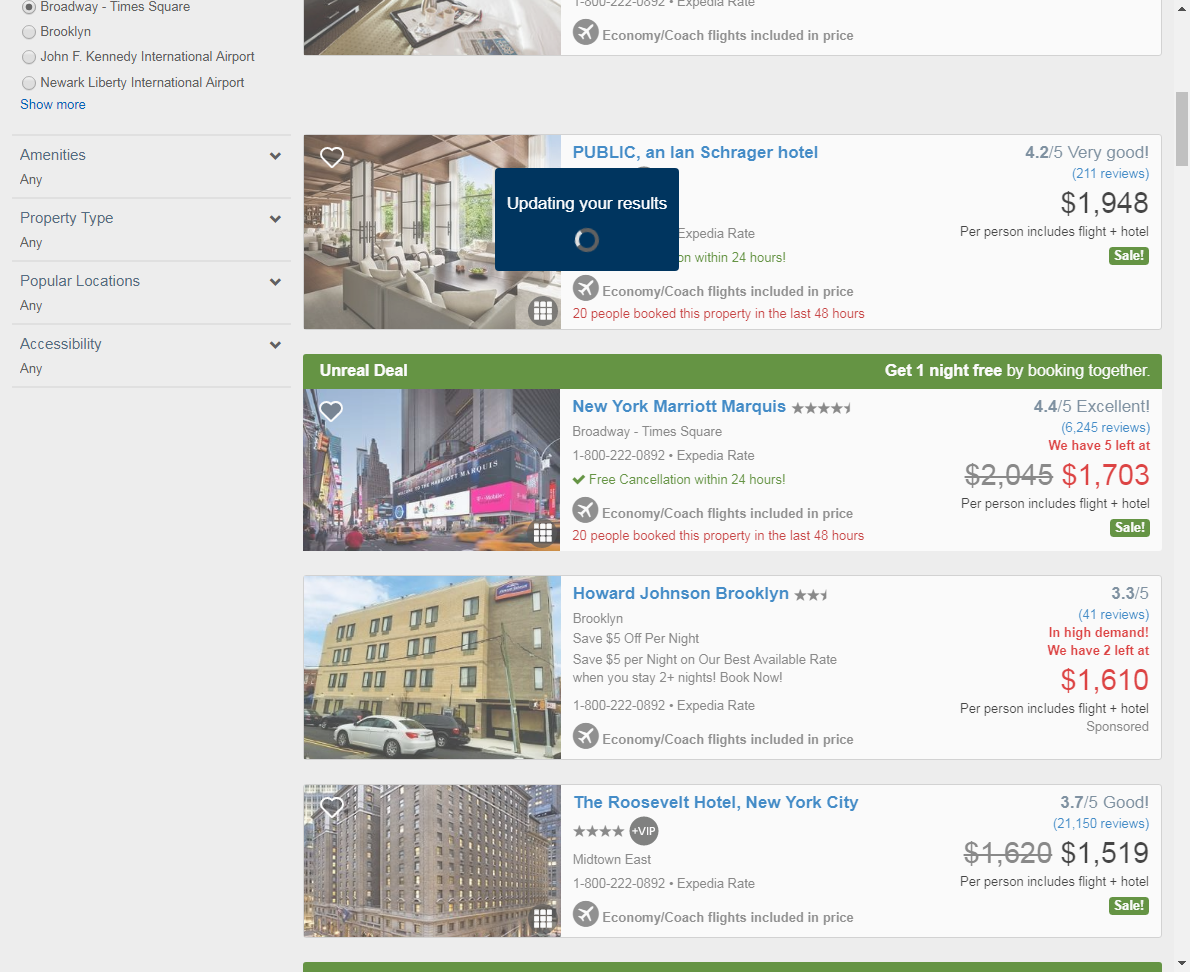 Broadway - Times Square
Brooklyn
John F. Kennedy International Airport
Newark Liberty International Airport
Show more
Amenities
Any
Property Type
Any
Popular Locations
Any
Accessibility
Any
1-800-222-0892 • Expedia Rate
Economy/Coach flights included in price
PUBLIC, an Ian Schrager hotel
Updating your results
Expedia Rate
within 24 hours!
Economy/Coach flights included in price
20 people booked this property in the last 48 hours
4.2/5 Very good!
(211 reviews)
$1,948
Per person includes flight + hotel
Sale!
Unreal Deal
Get 1 night free by booking together.
WELCOME TO THE MARRIOTT MARQUIS
New York Marriott Marquis
Broadway - Times Square
1-800-222-0892 • Expedia Rate
Free Cancellation within 24 hours!
Economy/Coach flights included in price
20 people booked this property in the last 48 hours
4.4/5 Excellent!
(6,245 reviews)
We have 5 left at
$2,045 $1,703
Per person includes flight + hotel
Sale!
Howard Johnson Brooklyn
Brooklyn
Save $5 Off Per Night
Save $5 per Night on Our Best Available Rate
when you stay 2+ nights! Book Now!
1-800-222-0892 • Expedia Rate
Economy/Coach flights included in price
3.3/5
(41 reviews)
In high demand!
We have 2 left at
$1,610
Per person includes flight + hotel
Sponsored
The Roosevelt Hotel, New York City
+VIP
Midtown East
1-800-222-0892 • Expedia Rate
Economy/Coach flights included in price
3.7/5 Good!
(21,150 reviews)
$1,620 $1,519
Per person includes flight + hotel
Sale!